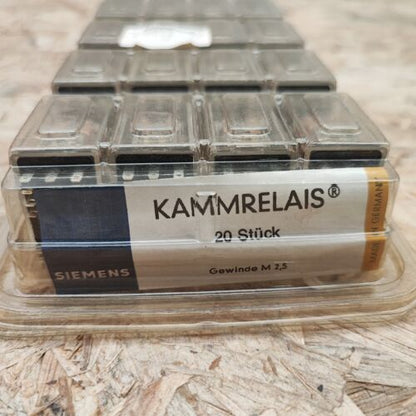 KAMMRELAIS®
20 Stück
SIEMENS
Gewinde M 2,5
MADE IN GERMANY